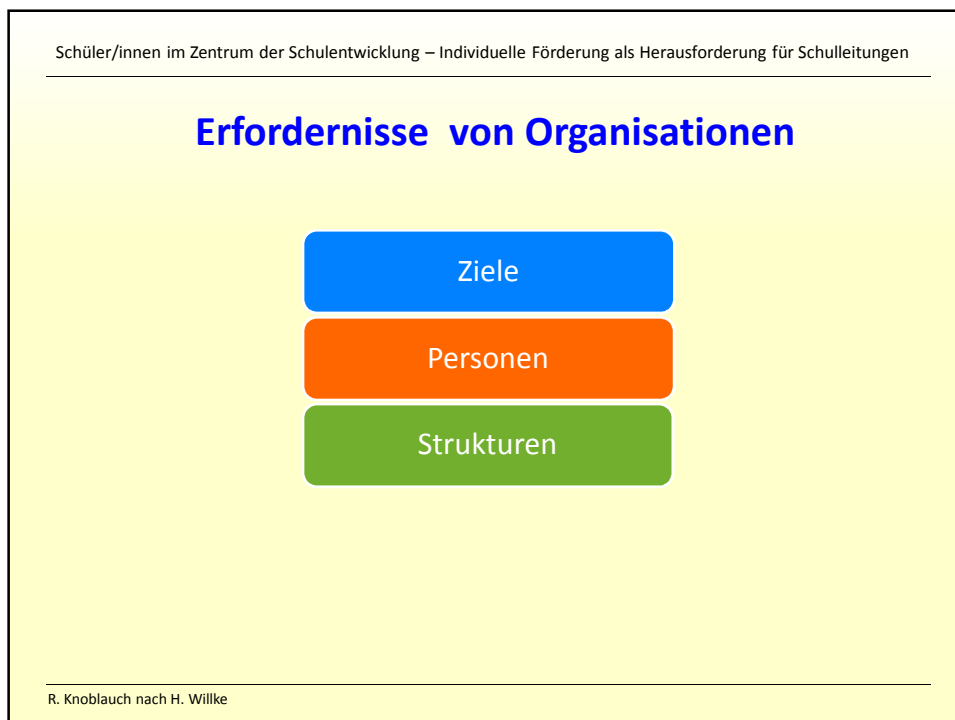 Schüler/innen im Zentrum der Schulentwicklung – Individuelle Förderung als Herausforderung für Schulleitungen
Erfordernisse von Organisationen
Ziele
Personen
Strukturen
R. Knoblauch nach H. Willke